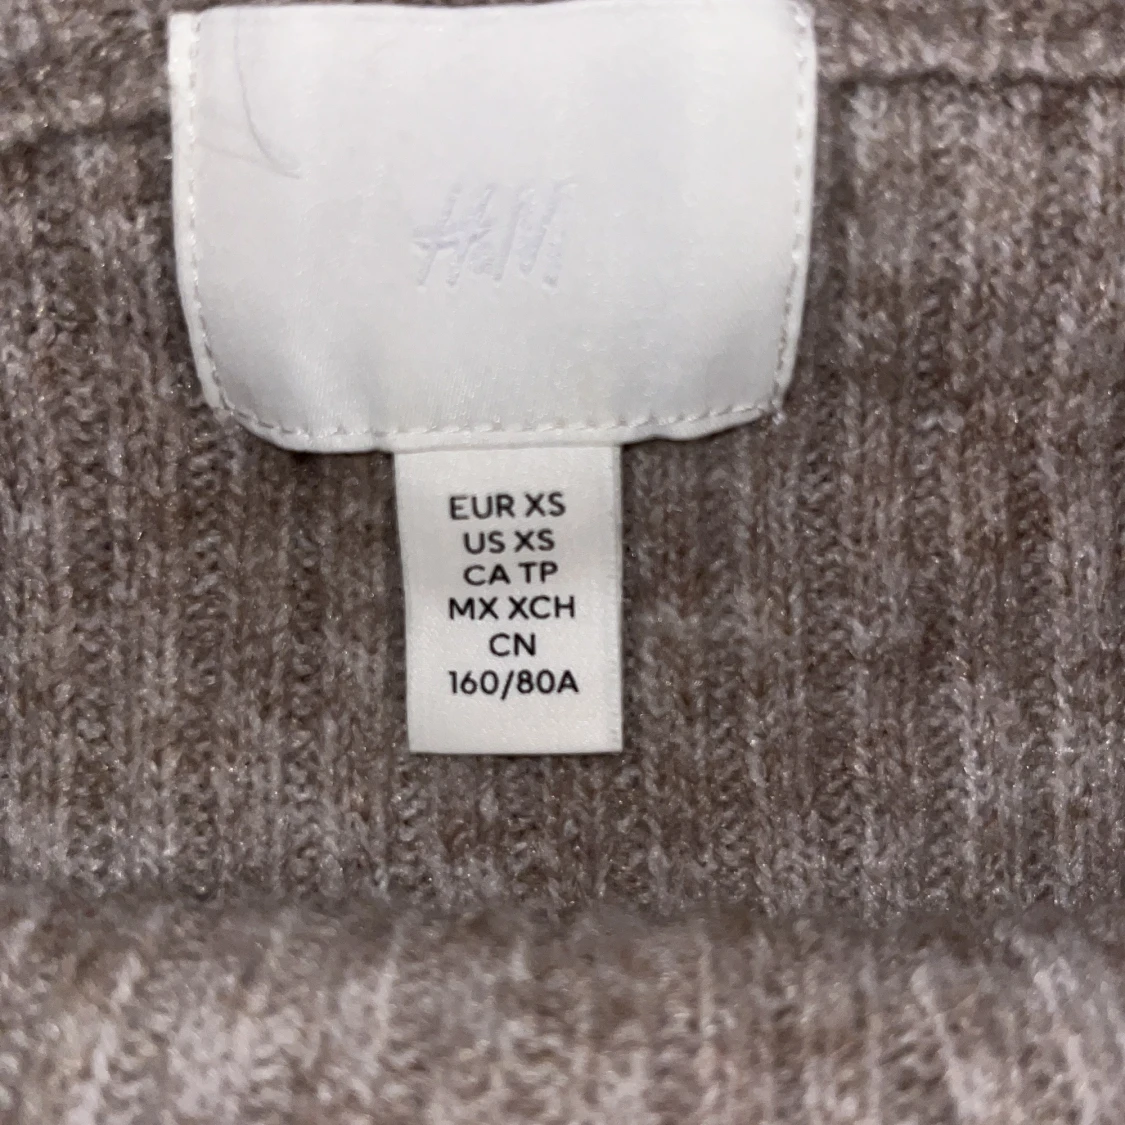 H&M
EUR XS
US XS
CA TP
MX XCH
CN
160/80A